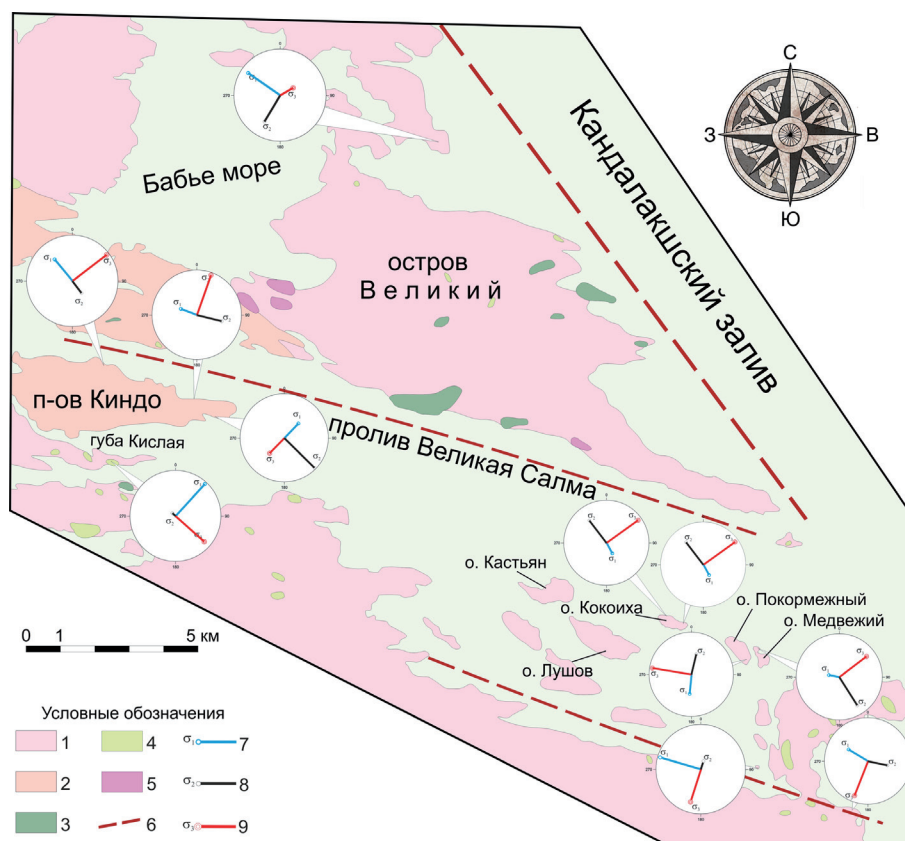 С
З
В
Ю
Кандалакшский залив
Бабье море
остров
Великий
п-ов Киндо
губа Кислая
пролив Великая Салма
о. Кастьян
о. Кокоиха
о. Лушов
о. Покормежный
о. Медвежий
0 1 5 км
Условные обозначения
1
2
3
4
5
6
σ₁ 7
σ₂ 8
σ₃ 9